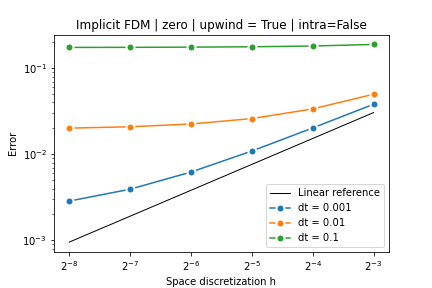 Implicit FDM | zero | upwind = True | intra=False
Error
10⁻¹
10⁻²
10⁻³
Linear reference
dt = 0.001
dt = 0.01
dt = 0.1
2⁻⁸ 2⁻⁷ 2⁻⁶ 2⁻⁵ 2⁻⁴ 2⁻³
Space discretization h